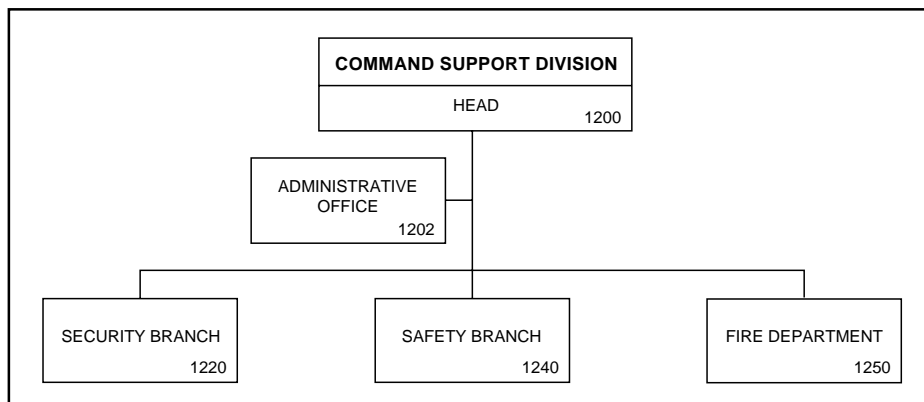 COMMAND SUPPORT DIVISION
HEAD
1200
ADMINISTRATIVE
OFFICE
1202
SECURITY BRANCH
1220
SAFETY BRANCH
1240
FIRE DEPARTMENT
1250